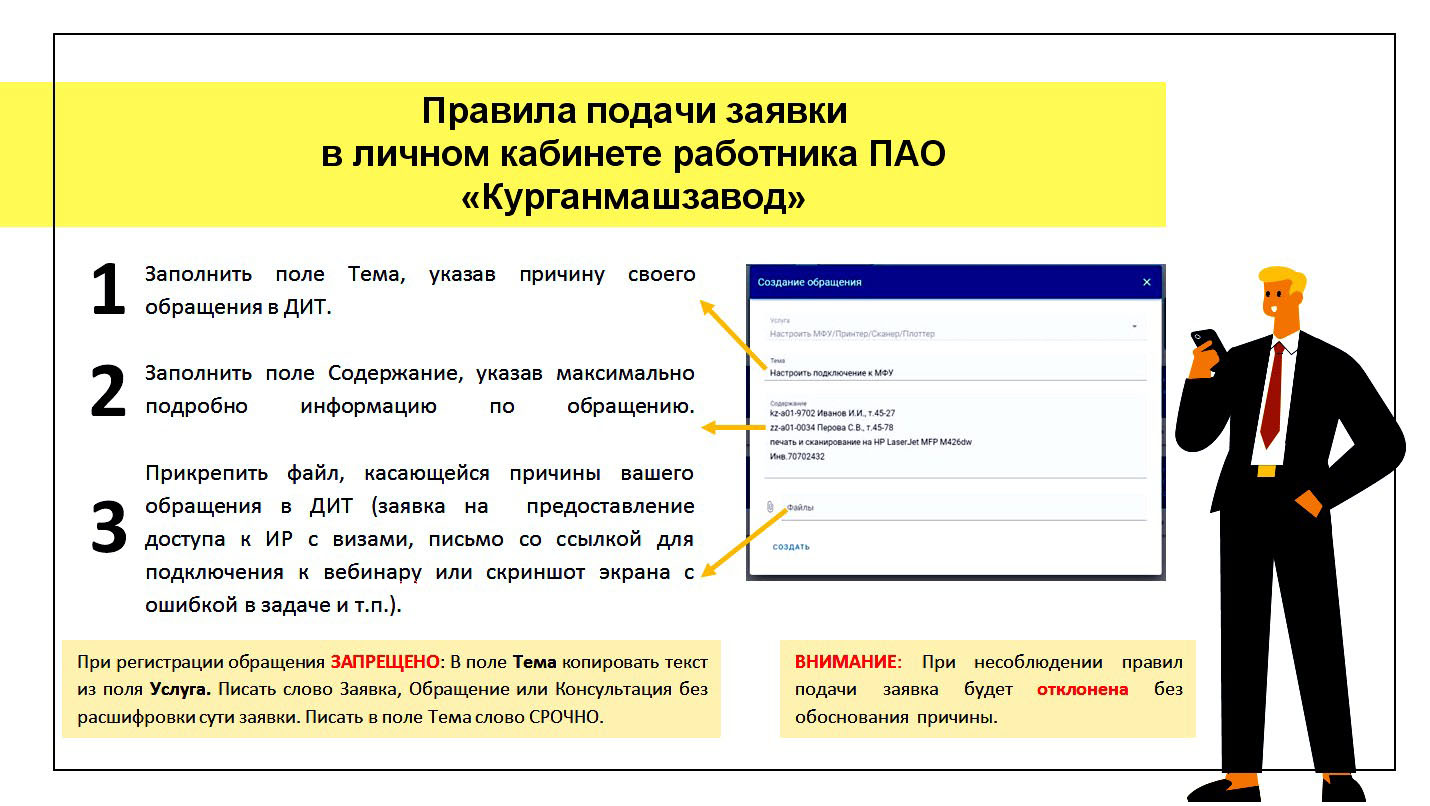 Правила подачи заявки
в личном кабинете работника ПАО
«Курганмашзавод»
1
Заполнить поле Тема, указав причину своего
обращения в ДИТ.
2
Заполнить поле Содержание, указав максимально
подробно информацию по обращению.
3
Прикрепить файл, касающейся причины вашего
обращения в ДИТ (заявка на предоставление
доступа к ИР с визами, письмо со ссылкой для
подключения к вебинару или скриншот экрана с
ошибкой в задаче и т.п.).
Создание обращения
Услуга
Настроить МФУ/Принтер/Сканер/Плоттер
Тема
Настроить подключение к МФУ
Содержание
kz-a01-9702 Иванов И.И., т.45-27
zz-a01-0034 Перова С.В., т.45-78
печать и сканирование на HP LaserJet MFP M426dw
Инв.70702432
Файлы
СОЗДАТЬ
При регистрации обращения ЗАПРЕЩЕНО: В поле Тема копировать текст
из поля Услуга. Писать слово Заявка, Обращение или Консультация без
расшифровки сути заявки. Писать в поле Тема слово СРОЧНО.
ВНИМАНИЕ: При несоблюдении правил
подачи заявка будет отклонена без
обоснования причины.